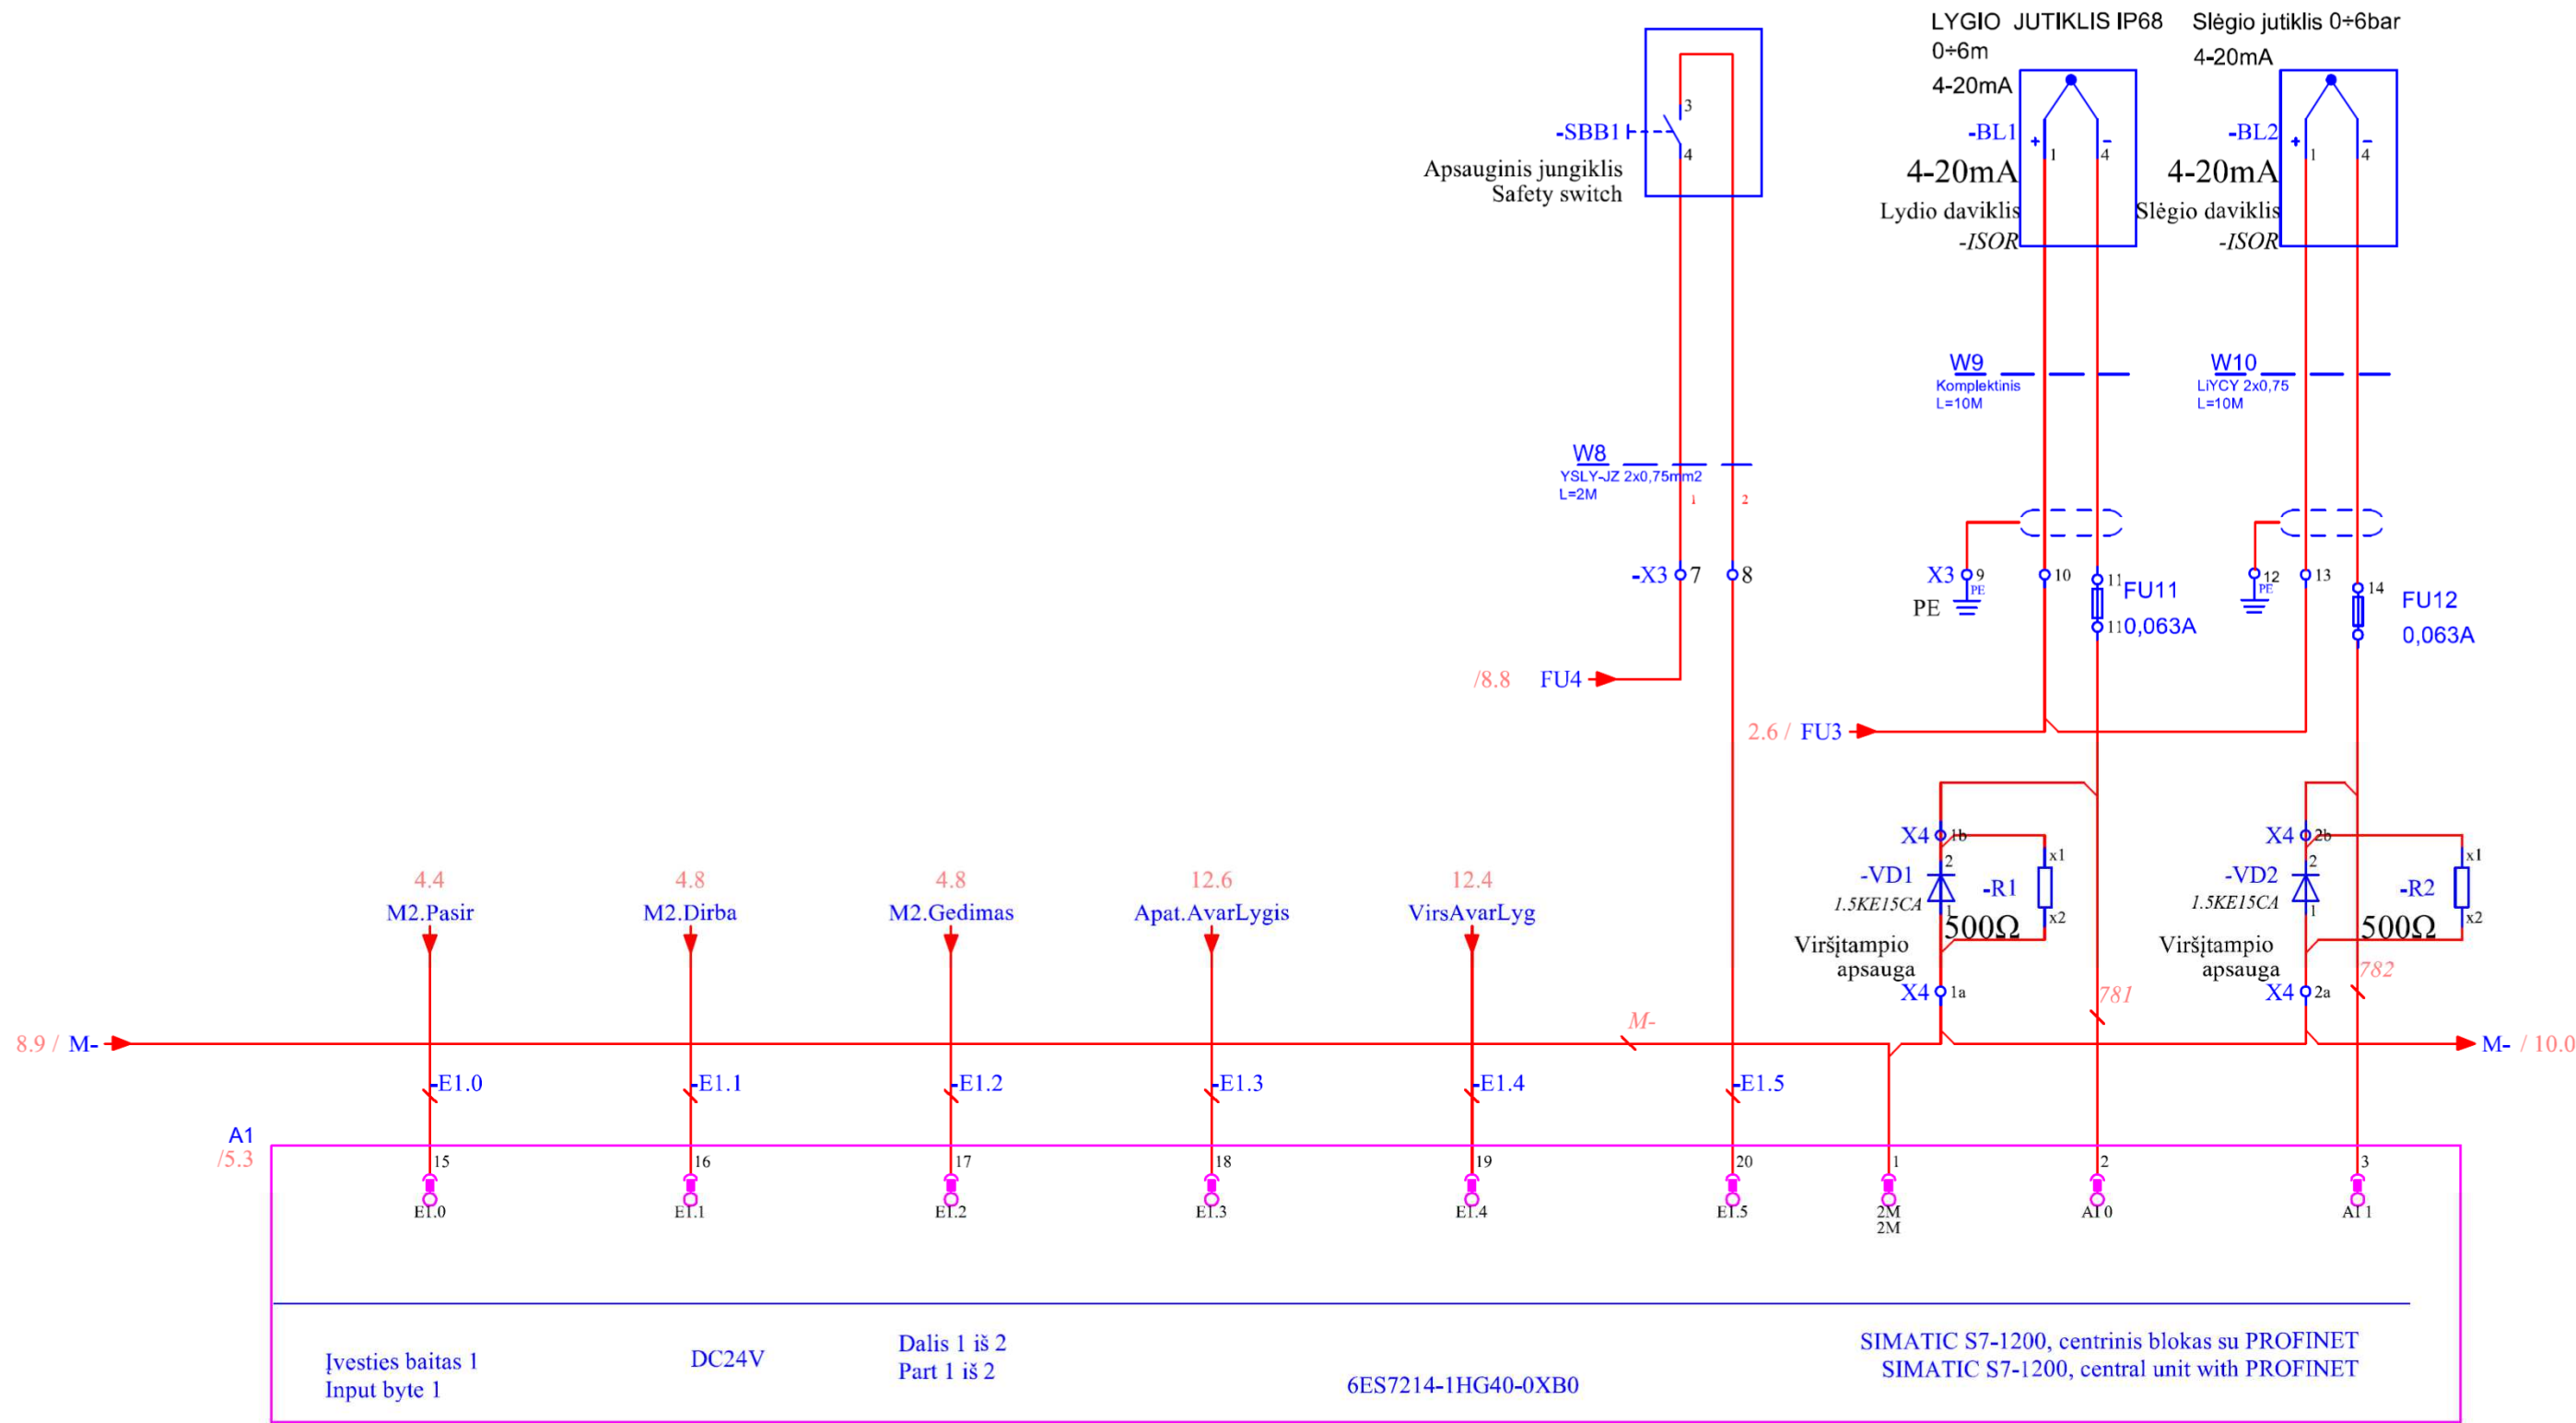 LYGIO JUTIKLIS IP68
0÷6m
4-20mA
Slėgio jutiklis 0÷6bar
4-20mA
3
-SBB1
4
Apsauginis jungiklis
Safety switch
-BL1
+
-
1
4
4-20mA
Lydio daviklis
-ISOR
-BL2
+
-
1
4
4-20mA
Slėgio daviklis
-ISOR
W9
Komplektinis
L=10M
W10
LiYCY 2x0,75
L=10M
W8
YSLY-JZ 2x0,75mm2
L=2M
1
2
-X3
7
8
X3
9
PE
PE
10
11
FU11
11
0,063A
12
PE
13
14
FU12
0,063A
/8.8 FU4
2.6 / FU3
X4
1b
2
x1
-VD1
-R1
1.5KE15CA
1
x2
500Ω
Viršįtampio
apsauga
X4
1a
X4
2b
2
x1
-VD2
-R2
1.5KE15CA
1
x2
500Ω
Viršįtampio
apsauga
X4
2a
781
782
4.4
M2.Pasir
4.8
M2.Dirba
4.8
M2.Gedimas
12.6
Apat.AvarLygis
12.4
VirsAvarLyg
8.9 / M-
M-
M- / 10.0
-E1.0
-E1.1
-E1.2
-E1.3
-E1.4
-E1.5
A1
/5.3
15
16
17
18
19
20
1
2
3
E1.0
E1.1
E1.2
E1.3
E1.4
E1.5
2M
2M
AI 0
AI 1
Įvesties baitas 1
Input byte 1
DC24V
Dalis 1 iš 2
Part 1 iš 2
6ES7214-1HG40-0XB0
SIMATIC S7-1200, centrinis blokas su PROFINET
SIMATIC S7-1200, central unit with PROFINET